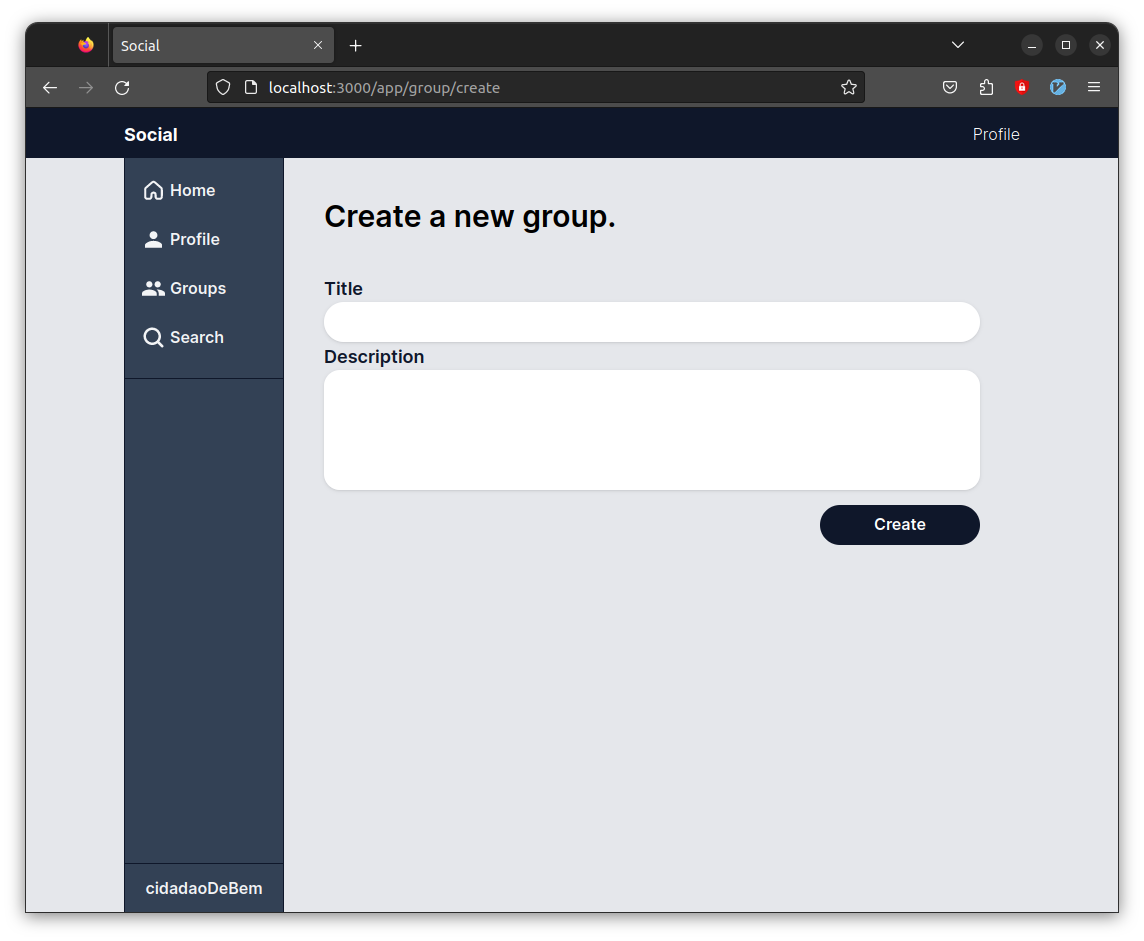 Social
localhost:3000/app/group/create
Social
Profile
Home
Profile
Groups
Search
cidadaoDeBem
Create a new group.
Title
Description
Create